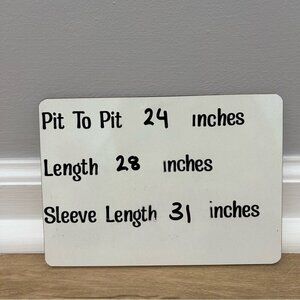 Pit To Pit 24 inches
Length 28 inches
Sleeve Length 31 inches